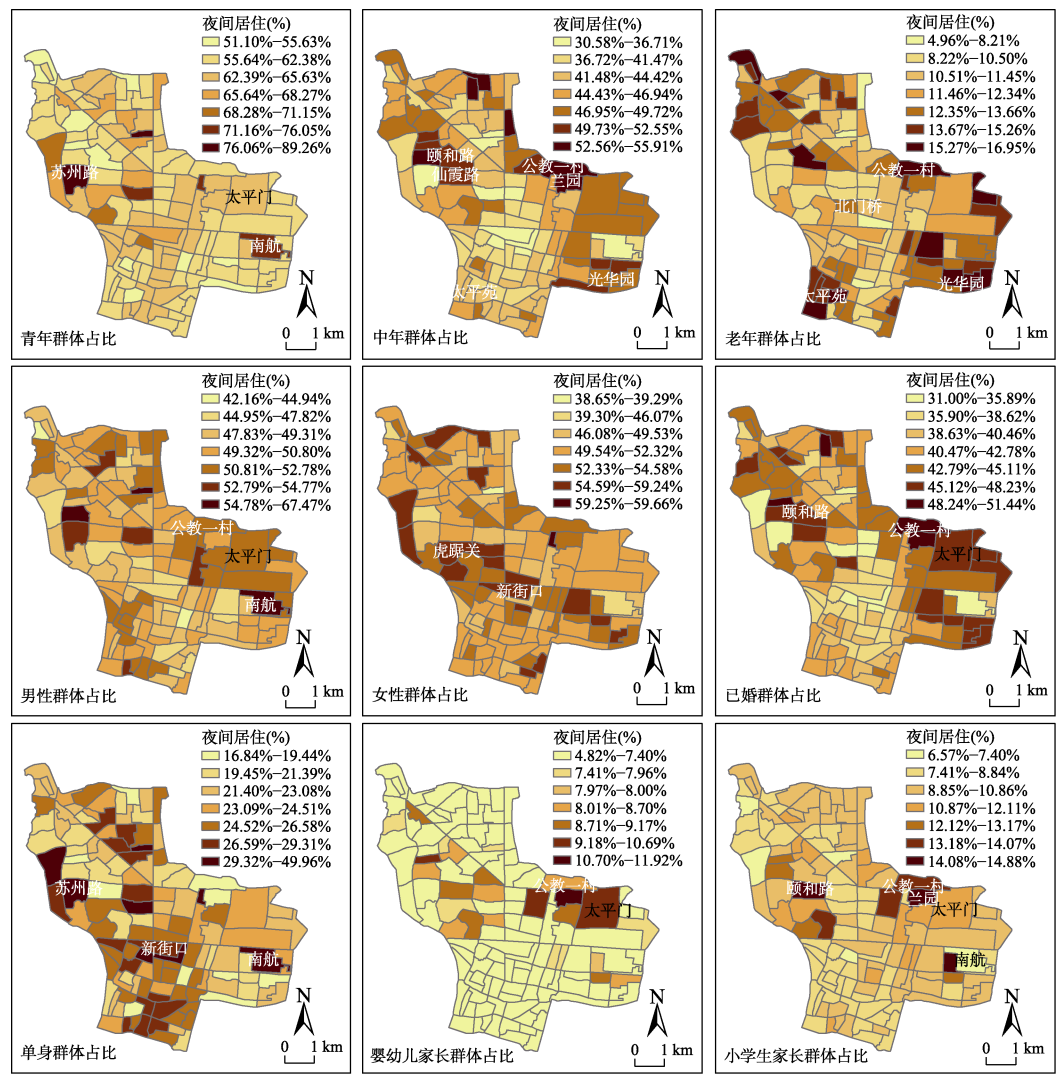 夜间居住(%)
51.10%–55.63%
55.64%–62.38%
62.39%–65.63%
65.64%–68.27%
68.28%–71.15%
71.16%–76.05%
76.06%–89.26%
苏州路
太平门
南航
N
0 1 km
青年群体占比
夜间居住(%)
30.58%–36.71%
36.72%–41.47%
41.48%–44.42%
44.43%–46.94%
46.95%–49.72%
49.73%–52.55%
52.56%–55.91%
颐和路
仙霞路
公教一村
兰园
光华园
太平苑
N
0 1 km
中年群体占比
夜间居住(%)
4.96%–8.21%
8.22%–10.50%
10.51%–11.45%
11.46%–12.34%
12.35%–13.66%
13.67%–15.26%
15.27%–16.95%
公教一村
北门桥
光华园
太平苑
N
0 1 km
老年群体占比
夜间居住(%)
42.16%–44.94%
44.95%–47.82%
47.83%–49.31%
49.32%–50.80%
50.81%–52.78%
52.79%–54.77%
54.78%–67.47%
公教一村
太平门
南航
N
0 1 km
男性群体占比
夜间居住(%)
38.65%–39.29%
39.30%–46.07%
46.08%–49.53%
49.54%–52.32%
52.33%–54.58%
54.59%–59.24%
59.25%–59.66%
虎踞关
新街口
N
0 1 km
女性群体占比
夜间居住(%)
31.00%–35.89%
35.90%–38.62%
38.63%–40.46%
40.47%–42.78%
42.79%–45.11%
45.12%–48.23%
48.24%–51.44%
颐和路
公教一村
太平门
N
0 1 km
已婚群体占比
夜间居住(%)
16.84%–19.44%
19.45%–21.39%
21.40%–23.08%
23.09%–24.51%
24.52%–26.58%
26.59%–29.31%
29.32%–49.96%
苏州路
新街口
南航
N
0 1 km
单身群体占比
夜间居住(%)
4.82%–7.40%
7.41%–7.96%
7.97%–8.00%
8.01%–8.70%
8.71%–9.17%
9.18%–10.69%
10.70%–11.92%
公教一村
太平门
N
0 1 km
婴幼儿家长群体占比
夜间居住(%)
6.57%–7.40%
7.41%–8.84%
8.85%–10.86%
10.87%–12.11%
12.12%–13.17%
13.18%–14.07%
14.08%–14.88%
颐和路
公教一村
兰园
太平门
南航
N
0 1 km
小学生家长群体占比